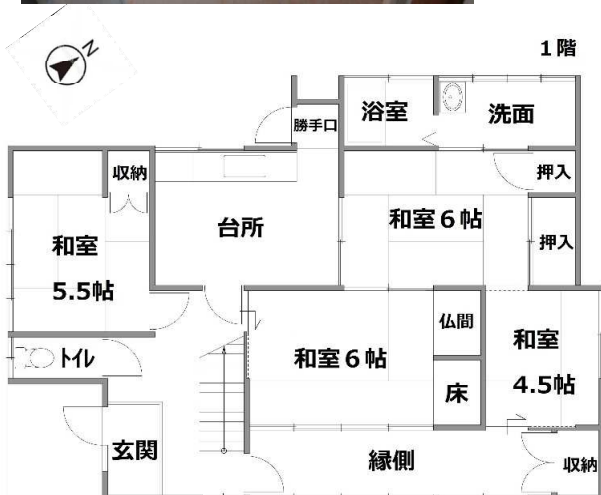 N
1階
浴室
洗面
勝手口
収納
押入
台所
和室6帖
押入
和室
5.5帖
仏間
和室
4.5帖
トイレ
和室6帖
床
玄関
縁側
収納